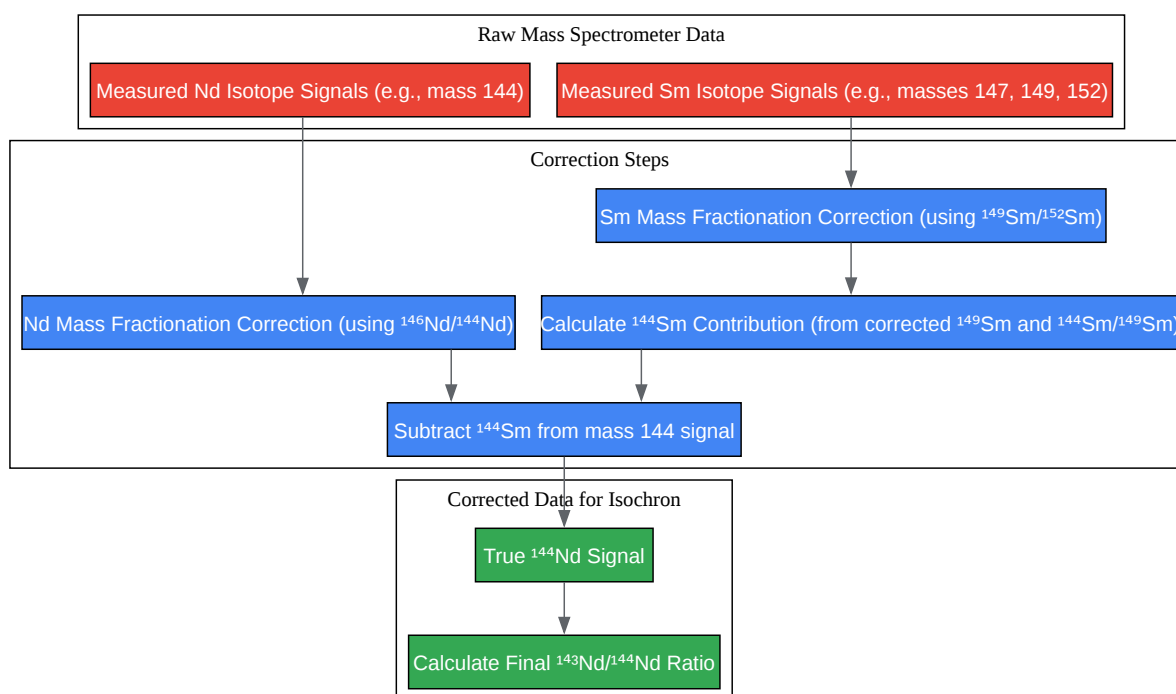 Raw Mass Spectrometer Data
Measured Nd Isotope Signals (e.g., mass 144)
Measured Sm Isotope Signals (e.g., masses 147, 149, 152)
Correction Steps
Sm Mass Fractionation Correction (using ¹⁴⁹Sm/¹⁵²Sm)
Nd Mass Fractionation Correction (using ¹⁴⁶Nd/¹⁴⁴Nd)
Calculate ¹⁴⁴Sm Contribution (from corrected ¹⁴⁹Sm and ¹⁴⁴Sm/¹⁴⁹Sm)
Subtract ¹⁴⁴Sm from mass 144 signal
Corrected Data for Isochron
True ¹⁴⁴Nd Signal
Calculate Final ¹⁴³Nd/¹⁴⁴Nd Ratio